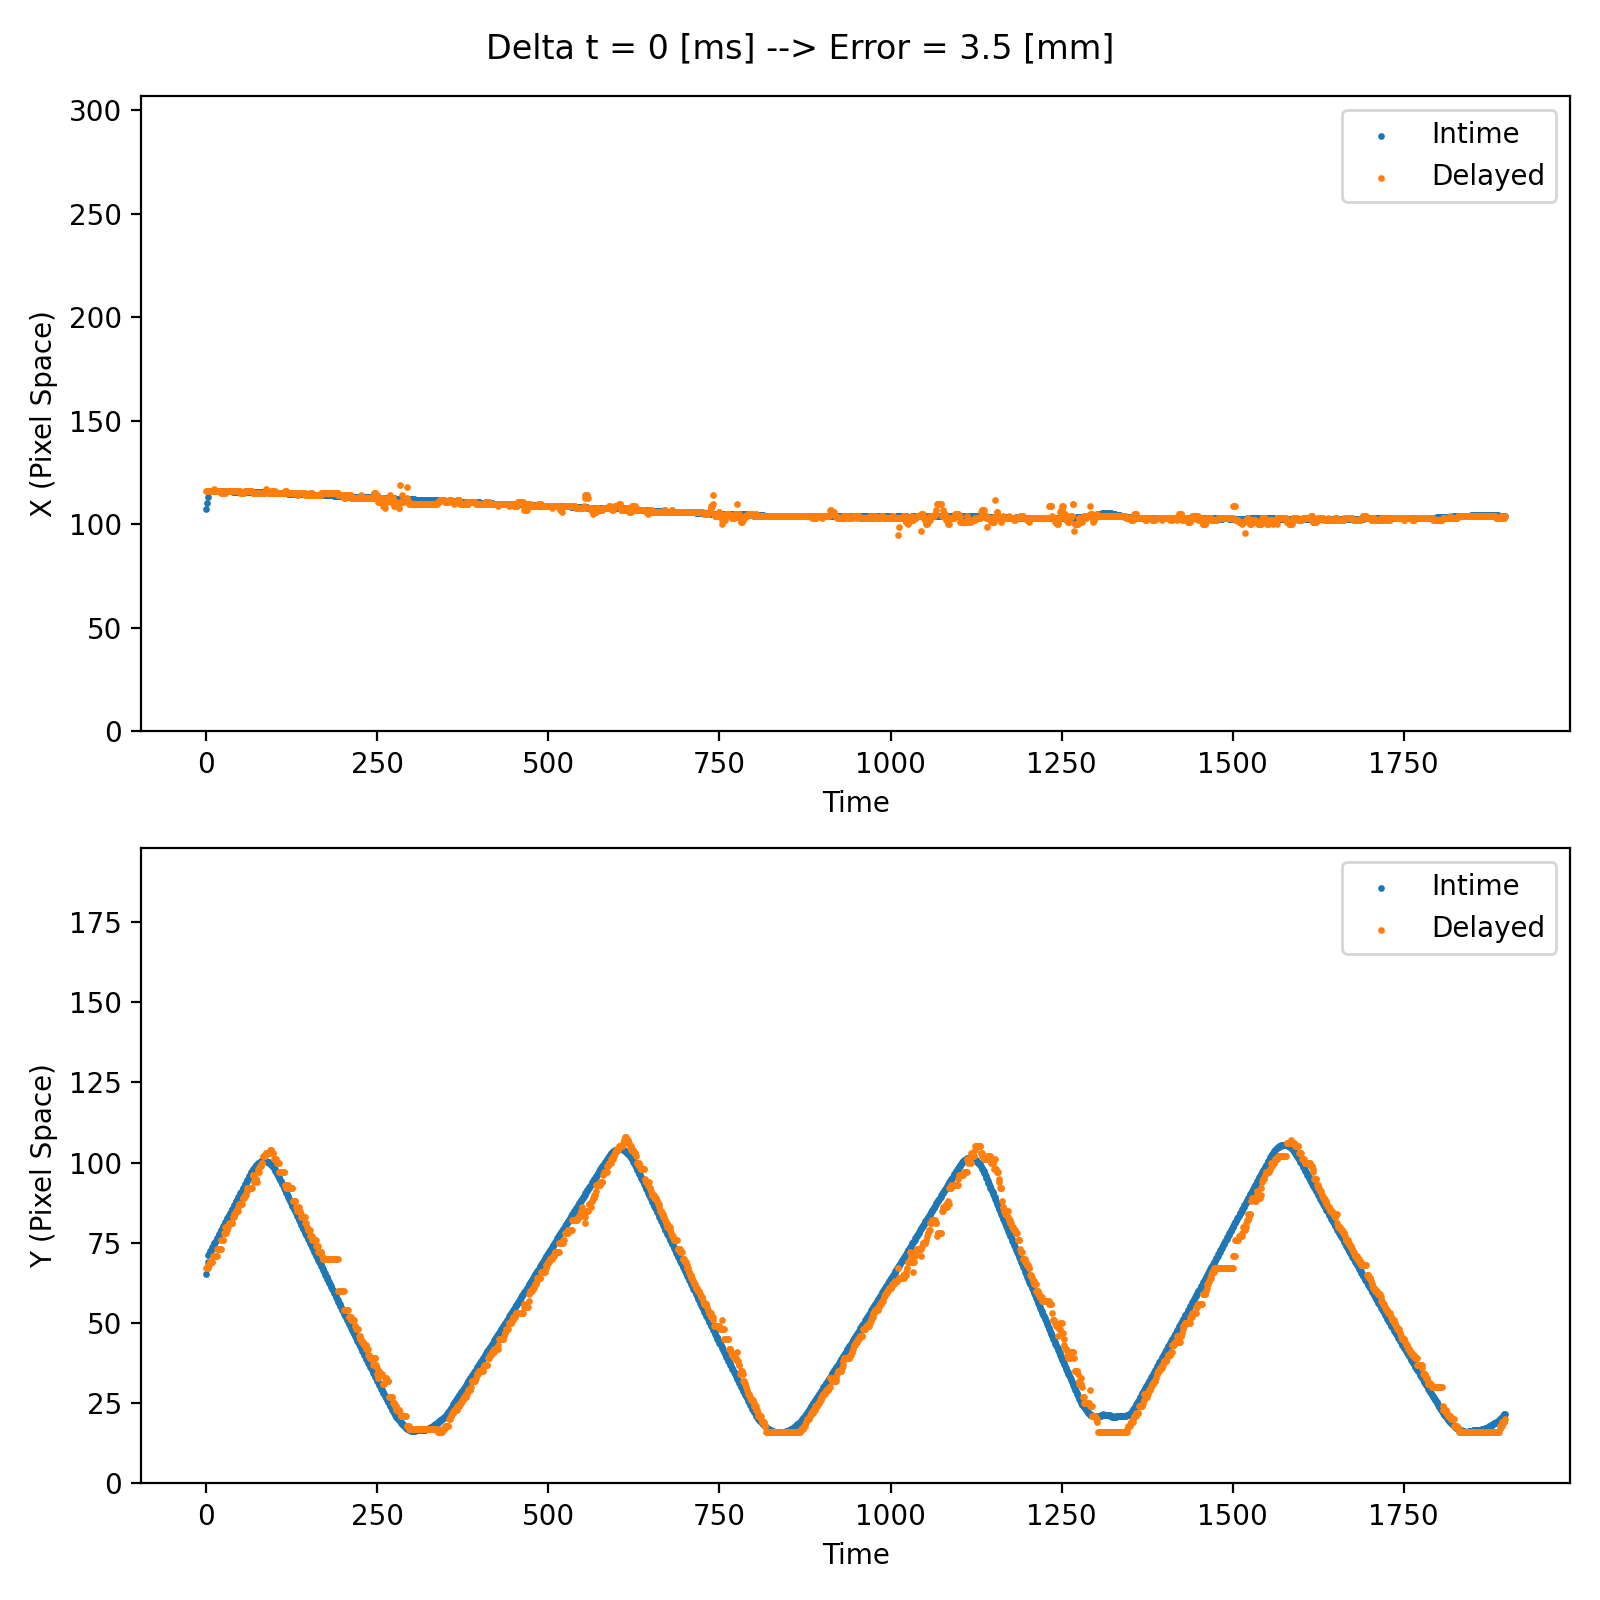 Delta t = 0 [ms] --> Error = 3.5 [mm]
300
250
200
150
100
50
0
X (Pixel Space)
Intime
Delayed
0 250 500 750 1000 1250 1500 1750
Time
175
150
125
100
75
50
25
0
Y (Pixel Space)
Intime
Delayed
0 250 500 750 1000 1250 1500 1750
Time